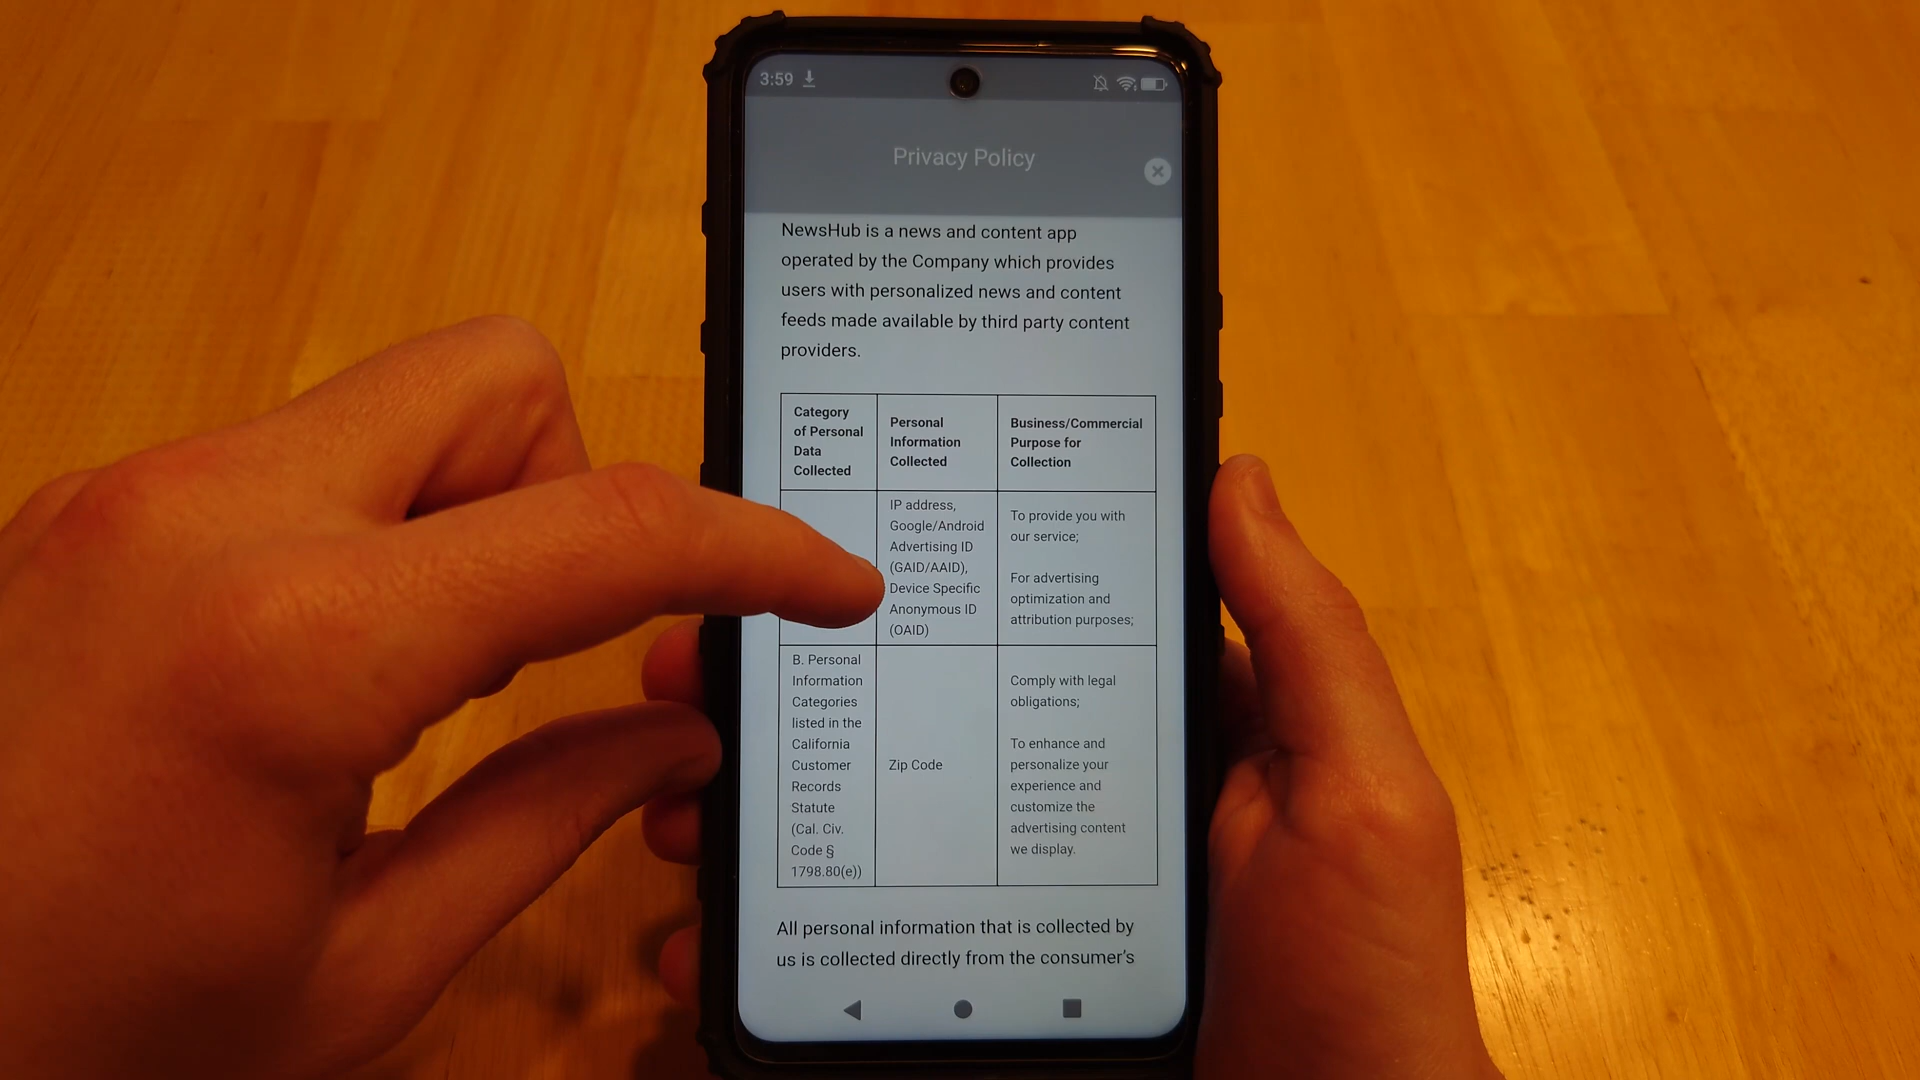 3:59
Privacy Policy
NewsHub is a news and content app
operated by the Company which provides
users with personalized news and content
feeds made available by third party content
providers.
Category
of Personal
Data
Collected
Personal
Information
Collected
Business/Commercial
Purpose for
Collection
IP address,
Google/Android
Advertising ID
(GAID/AAID),
Device Specific
Anonymous ID
(OAID)
To provide you with
our service;
For advertising
optimization and
attribution purposes;
B. Personal
Information
Categories
listed in the
California
Customer
Records
Statute
(Cal. Civ.
Code §
1798.80(e))
Zip Code
Comply with legal
obligations;
To enhance and
personalize your
experience and
customize the
advertising content
we display.
All personal information that is collected by
us is collected directly from the consumer’s